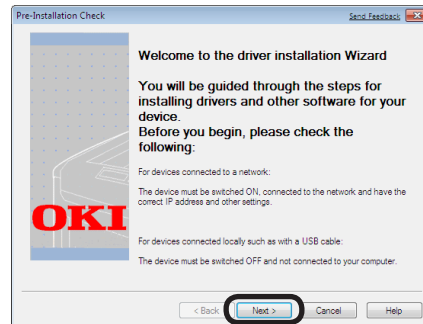 Pre-Installation Check
Send Feedback
Welcome to the driver installation Wizard
You will be guided through the steps for
installing drivers and other software for your
device.
Before you begin, please check the
following:
For devices connected to a network:
The device must be switched ON, connected to the network and have the
correct IP address and other settings.
OKI
For devices connected locally such as with a USB cable:
The device must be switched OFF and not connected to your computer.
< Back
Next >
Cancel
Help